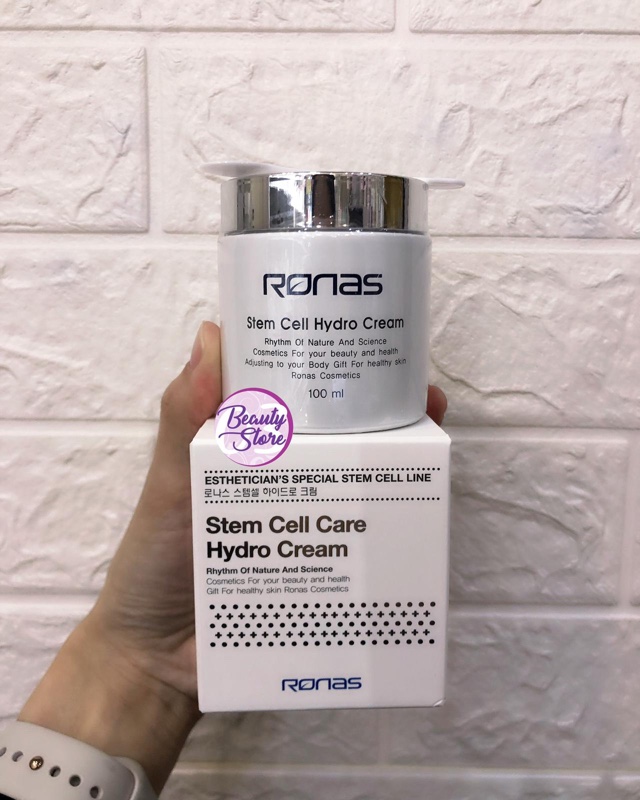 RONAS
Stem Cell Hydro Cream
Rhythm Of Nature And Science
Cosmetics For your beauty and health
Adjusting to your Body Gift For healthy skin
Ronas Cosmetics
100 ml
Beauty
Store
ESTHETICIAN'S SPECIAL STEM CELL LINE
로나스 스템셀 하이드로 크림
Stem Cell Care
Hydro Cream
Rhythm Of Nature And Science
Cosmetics For your beauty and health
Gift For healthy skin Ronas Cosmetics
RONAS